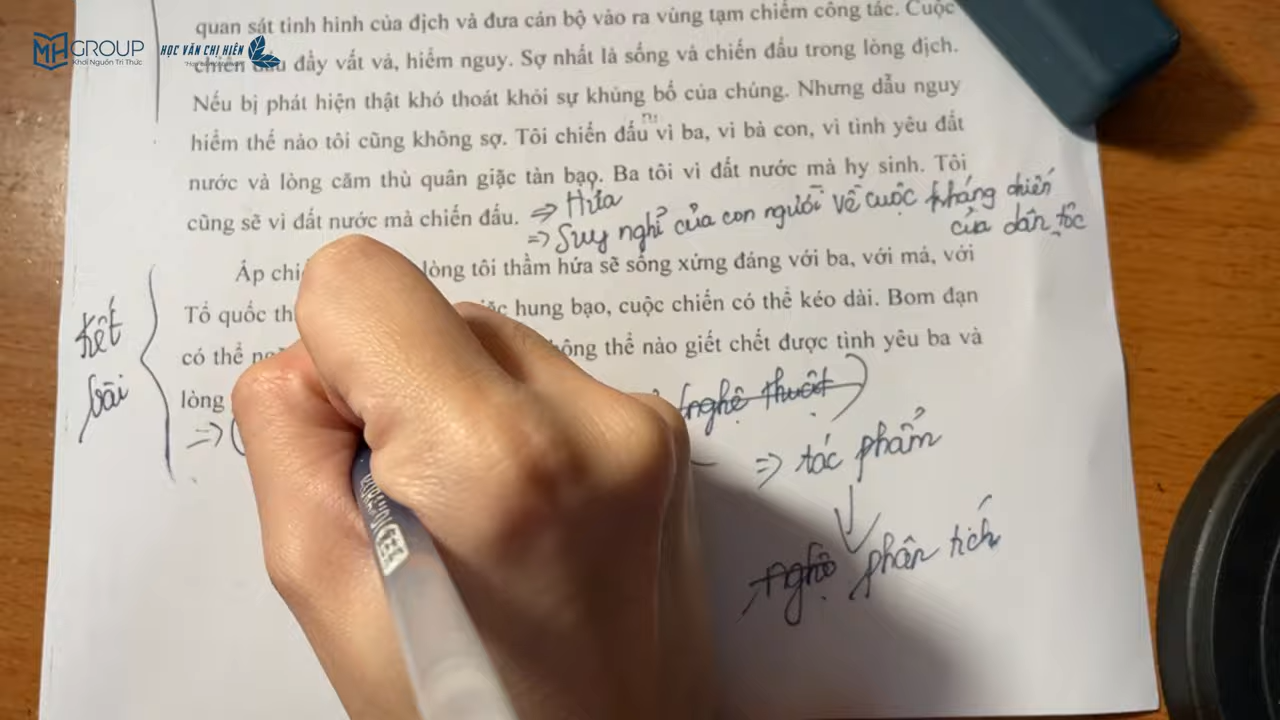 MH GROUP
Khơi Nguồn Tri Thức
HỌC VĂN CHỊ HIÊN
quan sát tình hình của địch và đưa cán bộ vào ra vùng tạm chiếm công tác. Cuộc
chiến đấu đầy vất vả, hiểm nguy. Sợ nhất là sống và chiến đấu trong lòng địch.
Nếu bị phát hiện thật khó thoát khỏi sự khủng bố của chúng. Nhưng dẫu nguy
hiểm thế nào tôi cũng không sợ. Tôi chiến đấu vì ba, vì bà con, vì tình yêu đất
nước và lòng căm thù quân giặc tàn bạo. Ba tôi vì đất nước mà hy sinh. Tôi
cũng sẽ vì đất nước mà chiến đấu. => Hứa
=> Suy nghĩ của con người về cuộc kháng chiến
của dân tộc
Áp lòng tôi thầm hứa sẽ sống xứng đáng với ba, với má, với
Tổ quốc hung bạo, cuộc chiến có thể kéo dài. Bom đạn
có thể thể nào giết chết được tình yêu ba và
lòng
Kết
bài
=> (
(nghệ thuật)
=> tác phẩm
nghệ phân tích